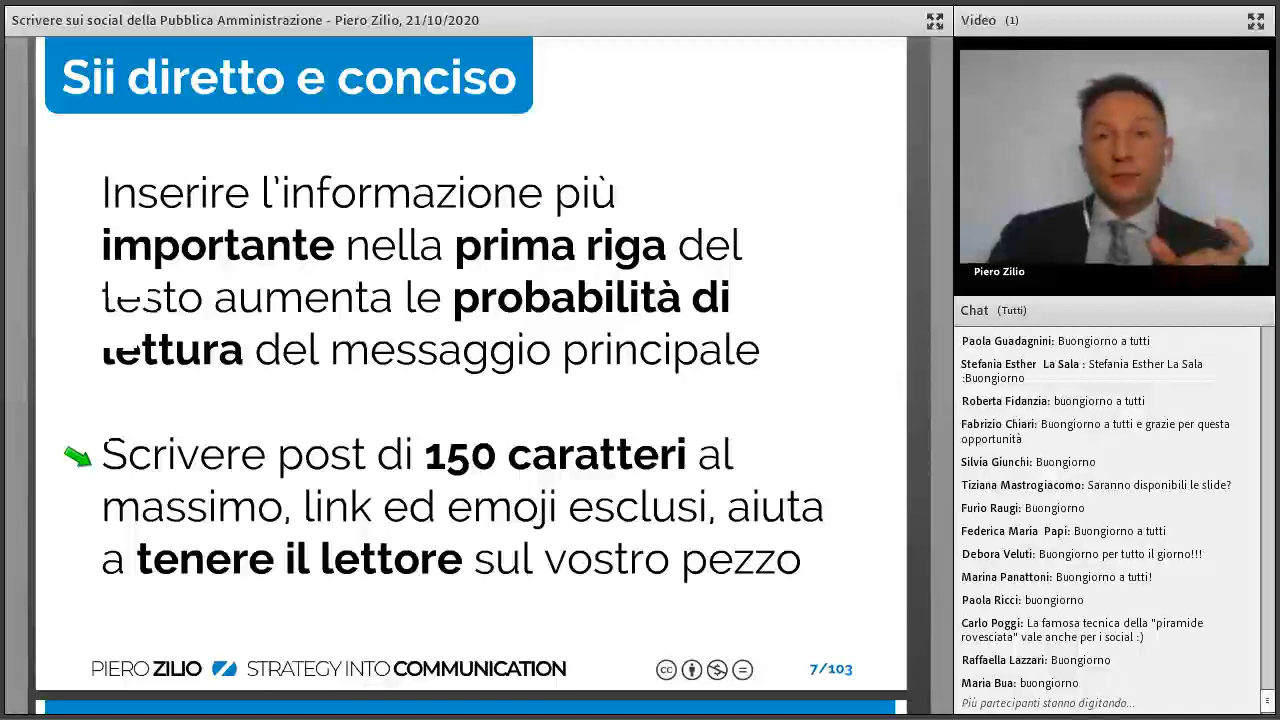 Scrivere sui social della Pubblica Amministrazione - Piero Zilio, 21/10/2020
Sii diretto e conciso
Inserire l'informazione più
importante nella prima riga del
testo aumenta le probabilità di
lettura del messaggio principale
Scrivere post di 150 caratteri al
massimo, link ed emoji esclusi, aiuta
a tenere il lettore sul vostro pezzo
PIERO ZILIO STRATEGY INTO COMMUNICATION
7/103
Video (1)
Piero Zilio
Chat (Tutti)
Paola Guadagnini: Buongiorno a tutti
Stefania Esther La Sala : Stefania Esther La Sala
:Buongiorno
Roberta Fidanzia: buongiorno a tutti
Fabrizio Chiari: Buongiorno a tutti e grazie per questa
opportunità
Silvia Giunchi: Buongiorno
Tiziana Mastrogiacomo: Saranno disponibili le slide?
Furio Raugi: Buongiorno
Federica Maria Papi: Buongiorno a tutti
Debora Veluti: Buongiorno per tutto il giorno!!!
Marina Panattoni: Buongiorno a tutti!
Paola Ricci: buongiorno
Carlo Poggi: La famosa tecnica della "piramide
rovesciata" vale anche per i social :)
Raffaella Lazzari: Buongiorno
Maria Bua: buongiorno
Più partecipanti stanno digitando...